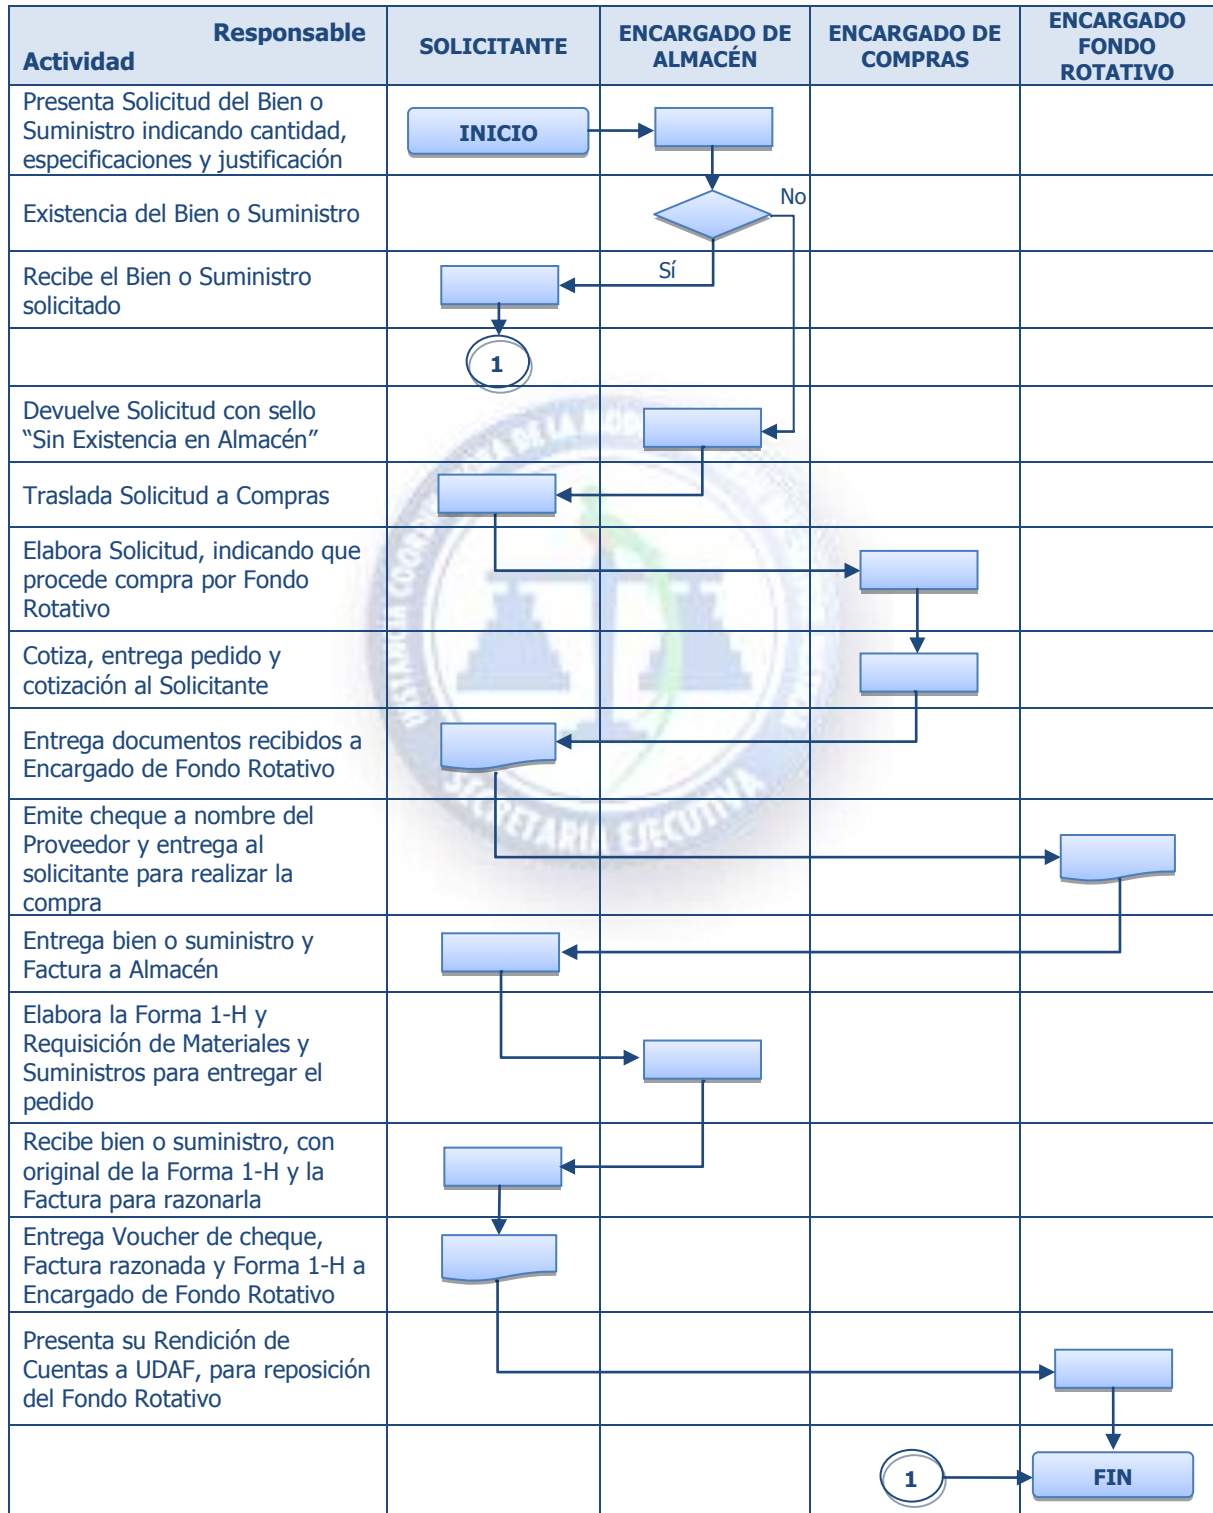 Responsable
Actividad
SOLICITANTE
ENCARGADO DE
ALMACÉN
ENCARGADO DE
COMPRAS
ENCARGADO
FONDO
ROTATIVO
Presenta Solicitud del Bien o
Suministro indicando cantidad,
especificaciones y justificación
INICIO
Existencia del Bien o Suministro
No
Recibe el Bien o Suministro
solicitado
Sí
1
Devuelve Solicitud con sello
“Sin Existencia en Almacén”
Traslada Solicitud a Compras
Elabora Solicitud, indicando que
procede compra por Fondo
Rotativo
Cotiza, entrega pedido y
cotización al Solicitante
Entrega documentos recibidos a
Encargado de Fondo Rotativo
Emite cheque a nombre del
Proveedor y entrega al
solicitante para realizar la
compra
Entrega bien o suministro y
Factura a Almacén
Elabora la Forma 1-H y
Requisición de Materiales y
Suministros para entregar el
pedido
Recibe bien o suministro, con
original de la Forma 1-H y la
Factura para razonarla
Entrega Voucher de cheque,
Factura razonada y Forma 1-H a
Encargado de Fondo Rotativo
Presenta su Rendición de
Cuentas a UDAF, para reposición
del Fondo Rotativo
1
FIN
SECRETARIA EJECUTIVA